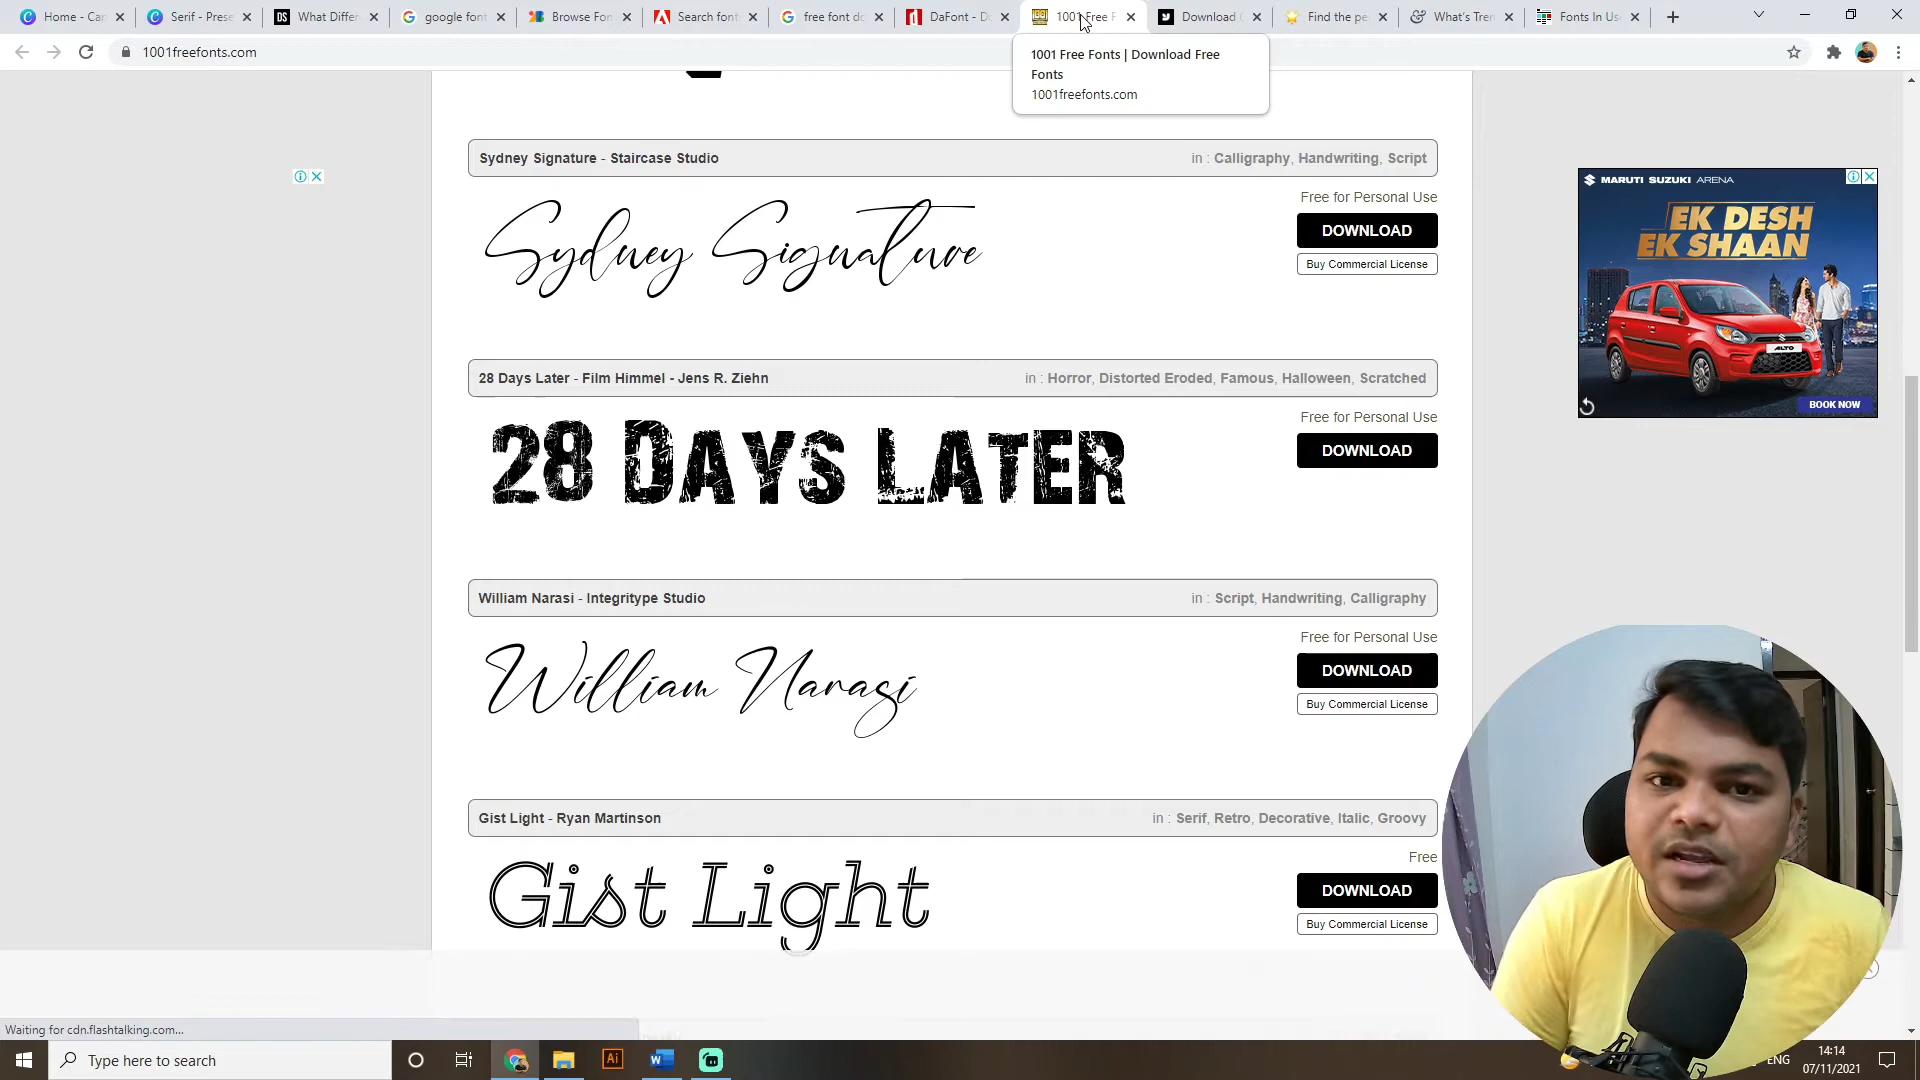 Home - Can
Serif - Prese
What Differ
google font
Browse Fon
Search font
free font do
DaFont - D
1001 Free F
Download
Find the pe
What's Tren
Fonts In Us
1001freefonts.com
1001 Free Fonts | Download Free
Fonts
1001freefonts.com
Sydney Signature - Staircase Studio
in : Calligraphy, Handwriting, Script
Sydney Signature
Free for Personal Use
DOWNLOAD
Buy Commercial License
MARUTI SUZUKI ARENA
EK DESH
EK SHAAN
ALTO
BOOK NOW
28 Days Later - Film Himmel - Jens R. Ziehn
in : Horror, Distorted Eroded, Famous, Halloween, Scratched
28 Days Later
Free for Personal Use
DOWNLOAD
William Narasi - Integritype Studio
in : Script, Handwriting, Calligraphy
William Narasi
Free for Personal Use
DOWNLOAD
Buy Commercial License
Gist Light - Ryan Martinson
in : Serif, Retro, Decorative, Italic, Groovy
Gist Light
Free
DOWNLOAD
Buy Commercial License
Waiting for cdn.flashtalking.com...
Type here to search
Ai
ENG
14:14
07/11/2021